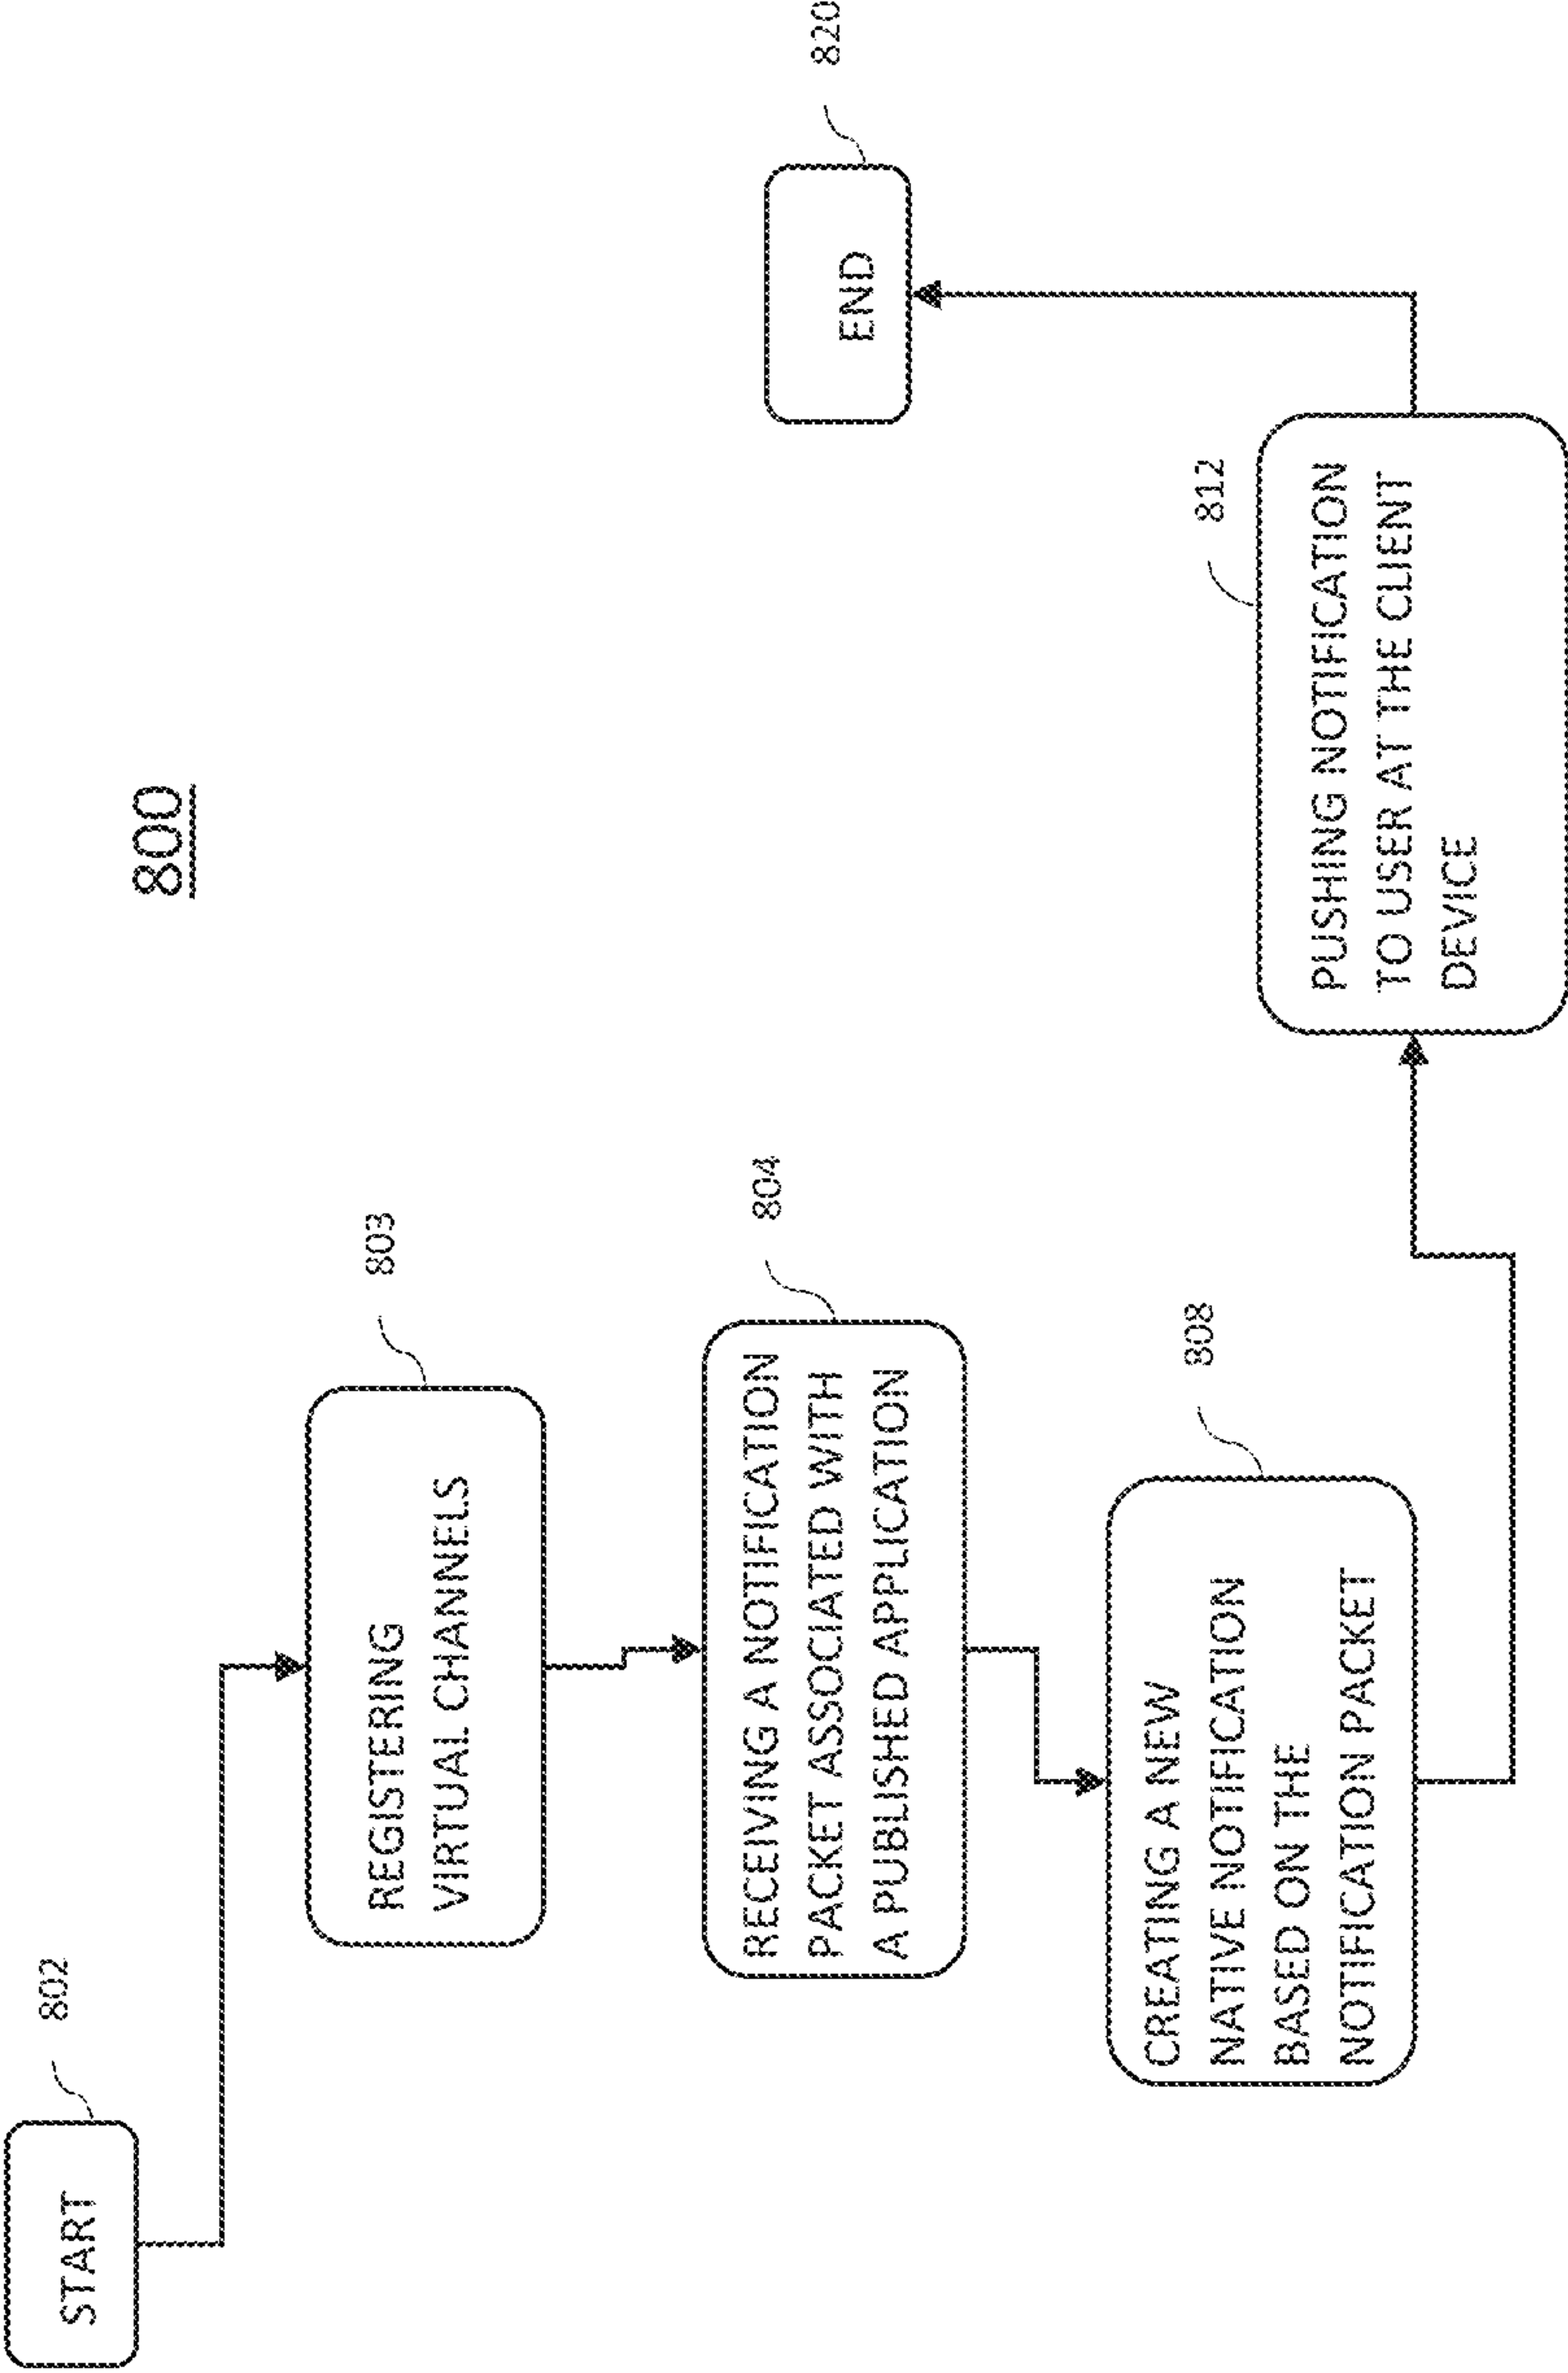 800
START
802
REGISTERING
VIRTUAL CHANNELS
803
RECEIVING A NOTIFICATION
PACKET ASSOCIATED WITH
A PUBLISHED APPLICATION
804
CREATING A NEW
NATIVE NOTIFICATION
BASED ON THE
NOTIFICATION PACKET
808
PUSHING NOTIFICATION
TO USER AT THE CLIENT
DEVICE
812
END
820